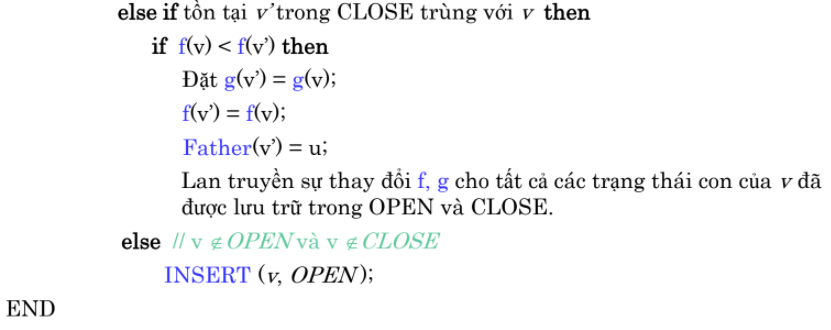 else if tồn tại v’ trong CLOSE trùng với v then
if f(v) < f(v’) then
Đặt g(v’) = g(v);
f(v’) = f(v);
Father(v’) = u;
Lan truyền sự thay đổi f, g cho tất cả các trạng thái con của v đã
được lưu trữ trong OPEN và CLOSE.
else // v ∉ OPEN và v ∉ CLOSE
INSERT (v, OPEN);
END